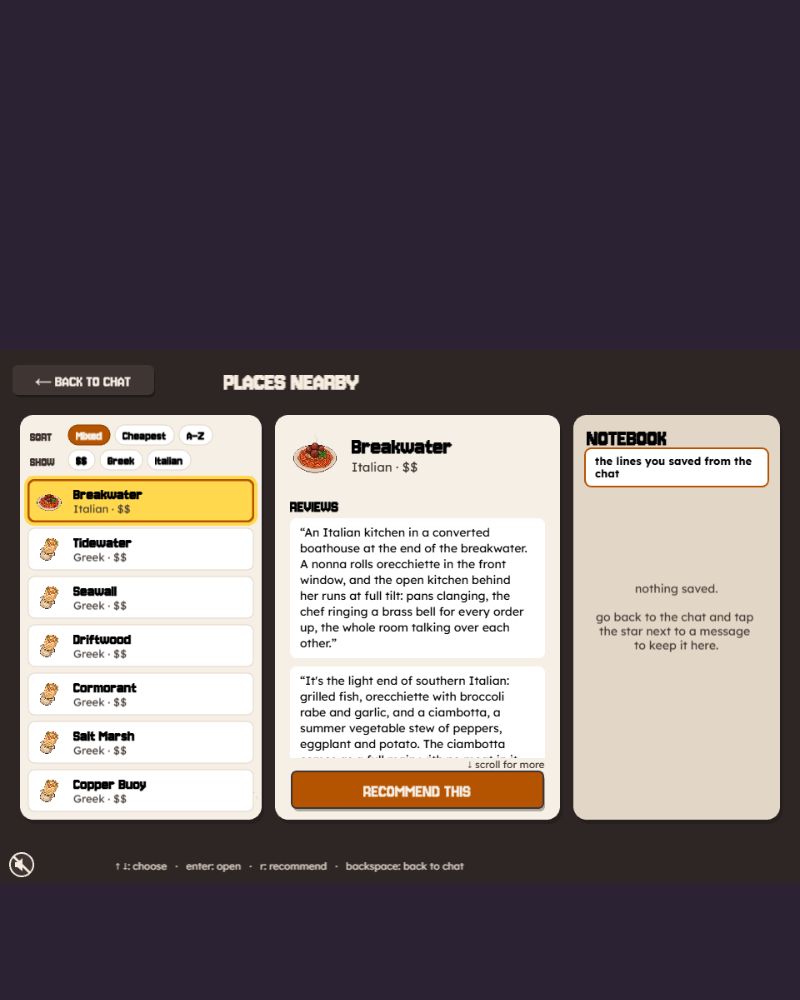 ← BACK TO CHAT
PLACES NEARBY
SORT Mixed Cheapest A-Z
SHOW $$ Greek Italian
Breakwater
Italian · $$
Tidewater
Greek · $$
Seawall
Greek · $$
Driftwood
Greek · $$
Cormorant
Greek · $$
Salt Marsh
Greek · $$
Copper Buoy
Greek · $$
Breakwater
Italian · $$
REVIEWS
“An Italian kitchen in a converted
boathouse at the end of the breakwater.
A nonna rolls orecchiette in the front
window, and the open kitchen behind
her runs at full tilt: pans clanging, the
chef ringing a brass bell for every order
up, the whole room talking over each
other.”
“It's the light end of southern Italian:
grilled fish, orecchiette with broccoli
rabe and garlic, and a ciambotta, a
summer vegetable stew of peppers,
eggplant and potato. The ciambotta
↓ scroll for more
RECOMMEND THIS
NOTEBOOK
the lines you saved from the
chat
nothing saved.
go back to the chat and tap
the star next to a message
to keep it here.
↑ ↓: choose · enter: open · r: recommend · backspace: back to chat